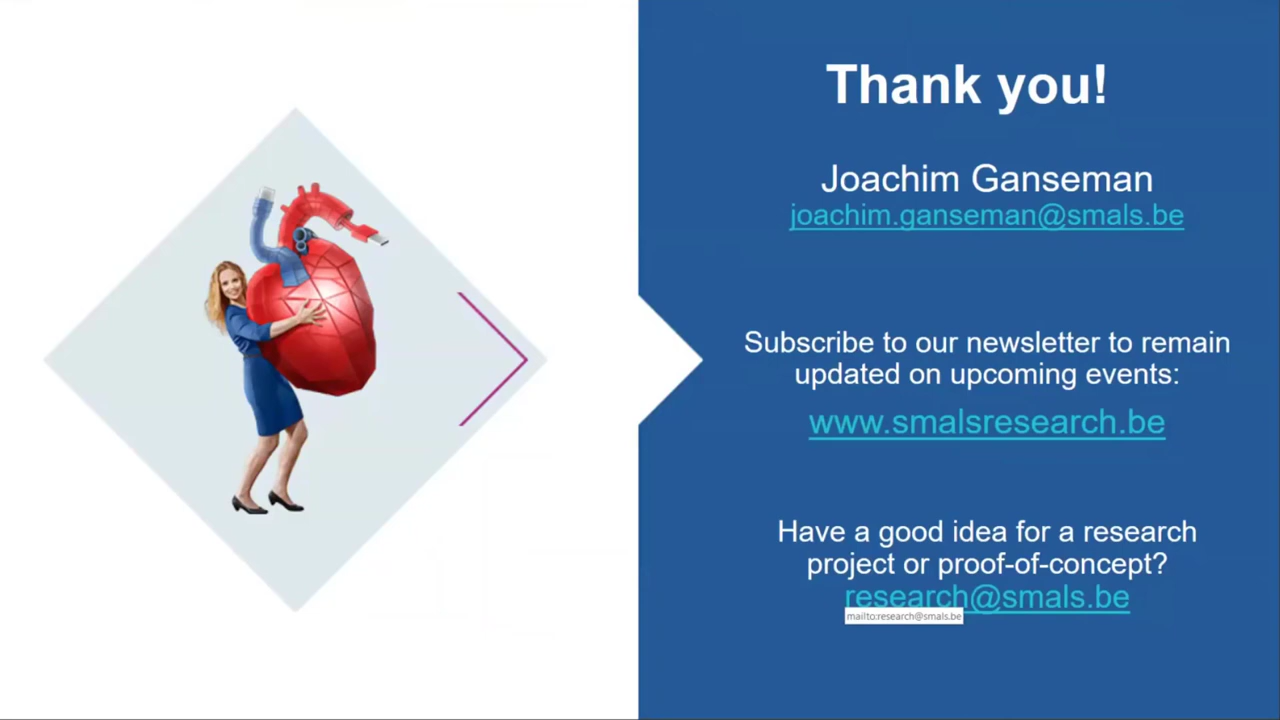 Thank you!
Joachim Ganseman
joachim.ganseman@smals.be
Subscribe to our newsletter to remain
updated on upcoming events:
www.smalsresearch.be
Have a good idea for a research
project or proof-of-concept?
research@smals.be
mailto:research@smals.be